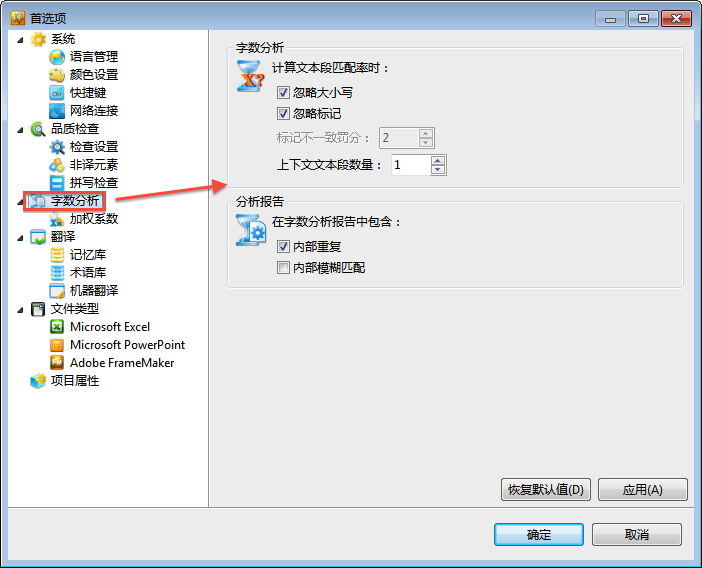 首选项
系统
语言管理
颜色设置
快捷键
网络连接
品质检查
检查设置
非译元素
拼写检查
字数分析
加权系数
翻译
记忆库
术语库
机器翻译
文件类型
Microsoft Excel
Microsoft PowerPoint
Adobe FrameMaker
项目属性
字数分析
计算文本段匹配率时：
忽略大小写
忽略标记
标记不一致罚分： 2
上下文文本段数量： 1
分析报告
在字数分析报告中包含：
内部重复
内部模糊匹配
恢复默认值(D) 应用(A)
确定 取消